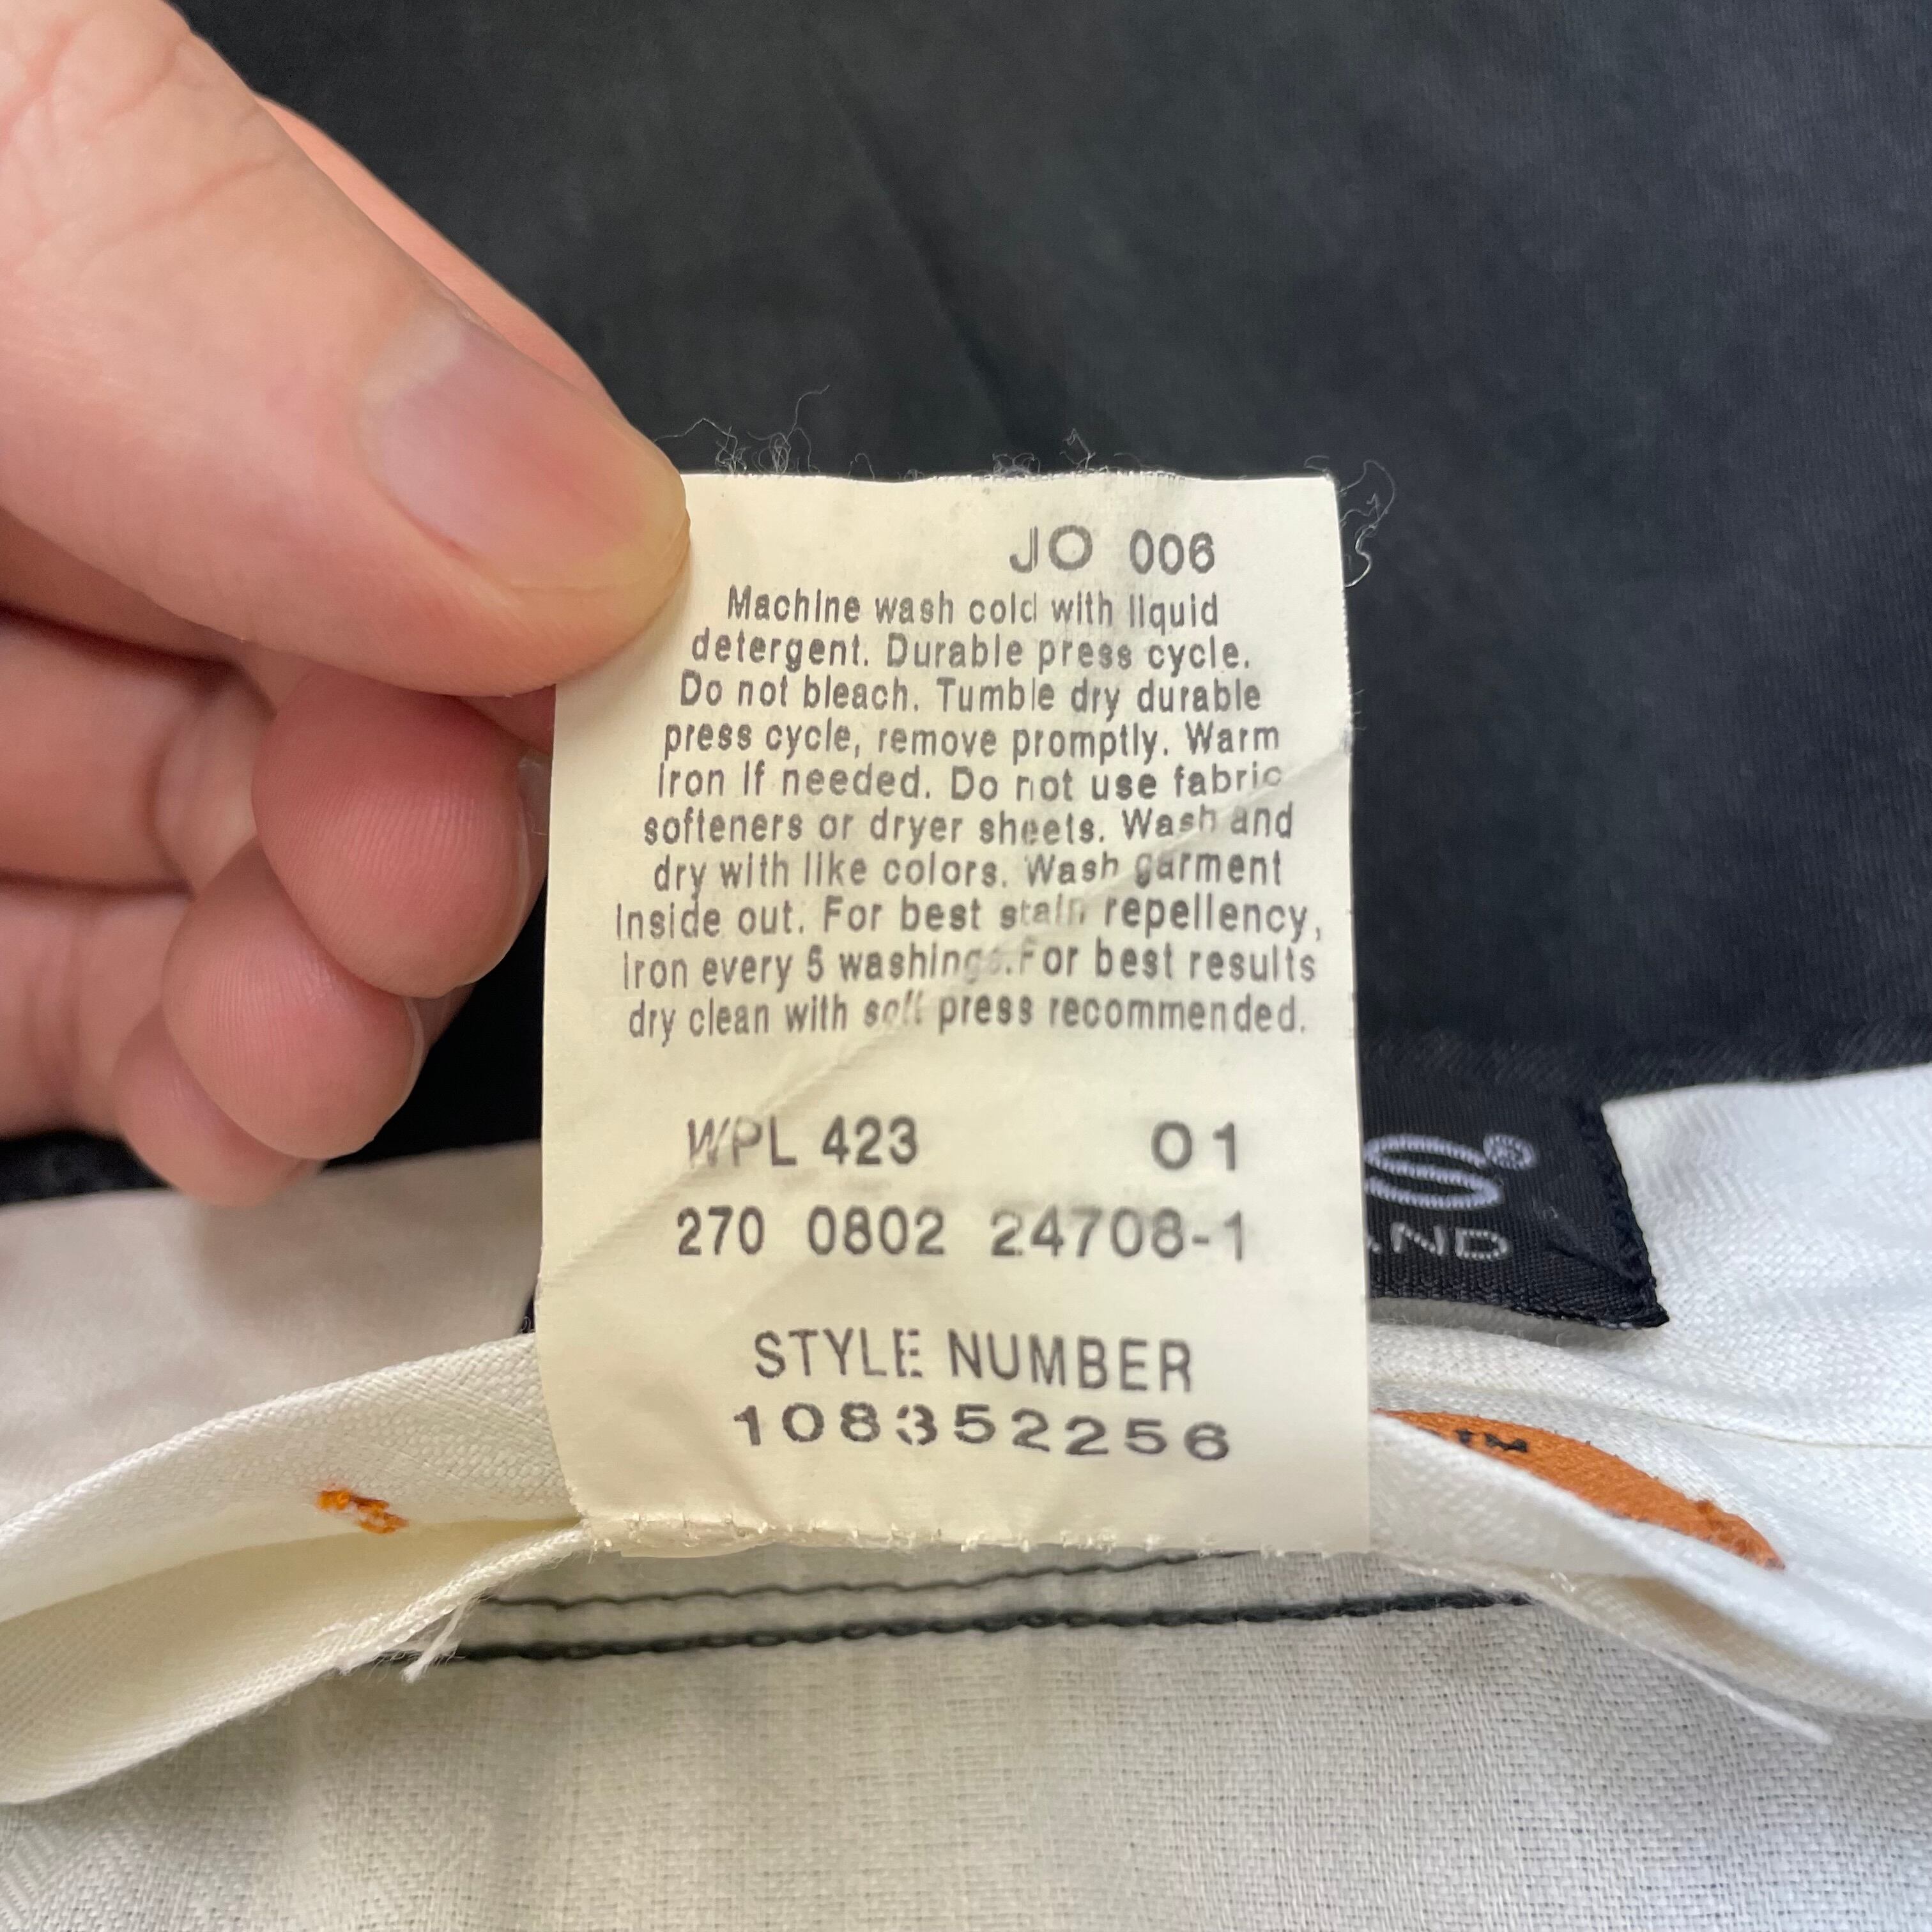 JO 006
Machine wash cold with liquid
detergent. Durable press cycle.
Do not bleach. Tumble dry durable
press cycle, remove promptly. Warm
Iron if needed. Do not use fabric
softeners or dryer sheets. Wash and
dry with like colors. Wash garment
Inside out. For best stain repellency,
Iron every 5 washings. For best results
dry clean with soft press recommended.
WPL 423 01
270 0802 24708-1
STYLE NUMBER
108352256
®
ND
TM